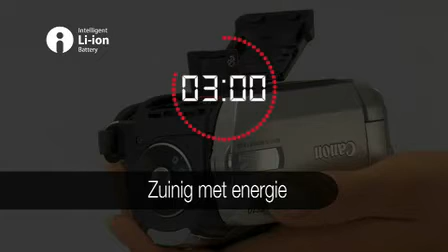 Intelligent
Li-ion
Battery
03:00
Canon
Zuinig met energie